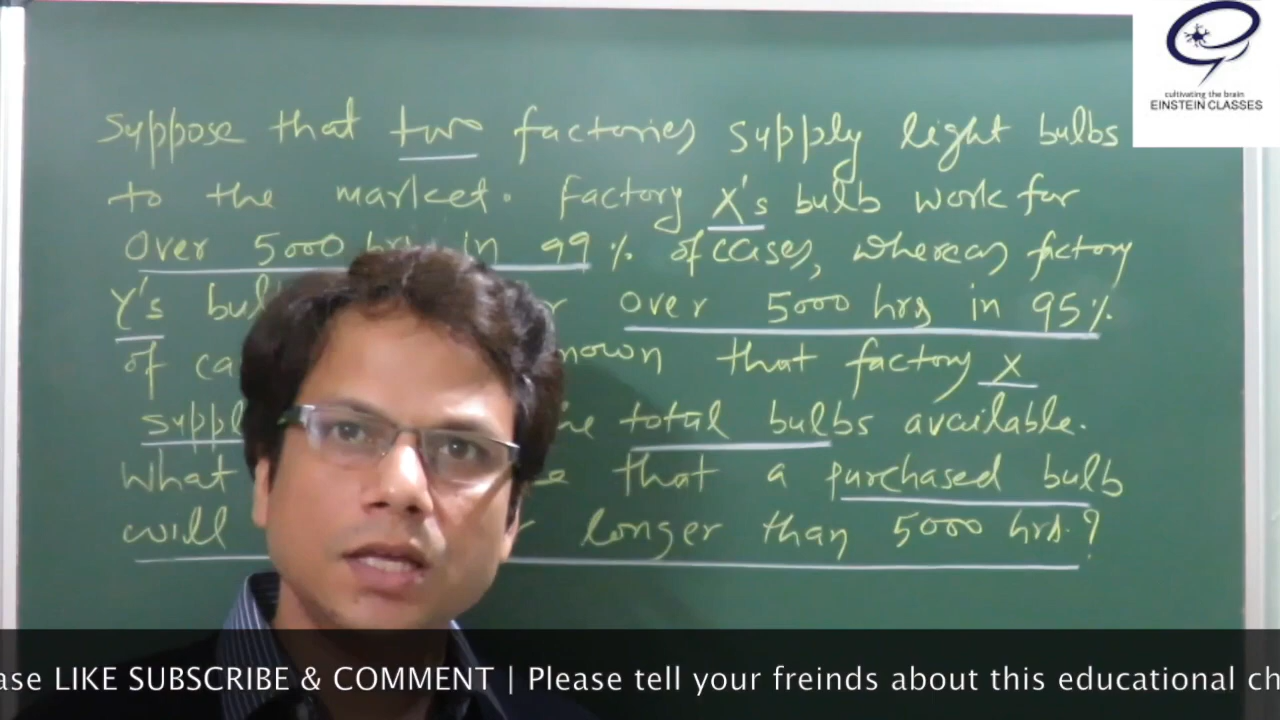 Suppose that two factories supply light bulbs
to the market. Factory X's bulb work for
Over 5000 hrs in 99 % of cases, whereas factory
Y's over 5000 hrs in 95%
of that factory X
total bulbs available.
What that a purchased bulb
will longer than 5000 hrs.?
cultivating the brain
EINSTEIN CLASSES
LIKE SUBSCRIBE & COMMENT | Please tell your freinds about this educational